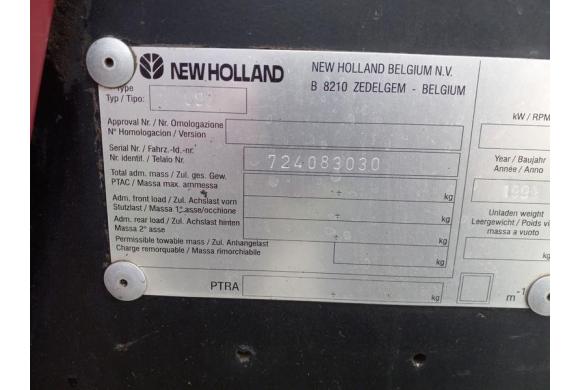 NEW HOLLAND
NEW HOLLAND BELGIUM N.V.
B 8210 ZEDELGEM - BELGIUM
Type
Typ / Tipo:
kW / RPM
Approval Nr. / Nr. Omologazione
N° Homologacion / Version
Serial Nr. / Fahrz.-Id.-nr.
Nr. identif. / Telaio Nr.
724083030
Year / Baujahr
Année / Anno
Total adm. mass / Zul. ges. Gew.
PTAC / Massa max. ammessa
kg
Adm. front load / Zul. Achslast vorn
Stutzlast / Massa 1° asse/occhione
kg
Unladen weight
Leergewicht / Poids vi
massa a vuoto
Adm. rear load / Zul. Achslast hinten
Massa 2° asse
kg
Permissible towable mass / Zul. Anhangelast
Charge remorquable / Massa rimorchiabile
kg
PTRA
kg
m-1